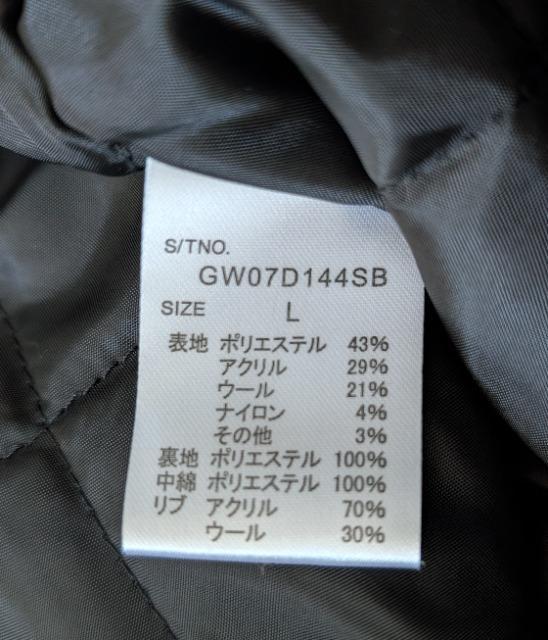 S/TNO.
GW07D144SB
SIZE L
表地 ポリエステル 43%
アクリル 29%
ウール 21%
ナイロン 4%
その他 3%
裏地 ポリエステル 100%
中綿 ポリエステル 100%
リブ アクリル 70%
ウール 30%